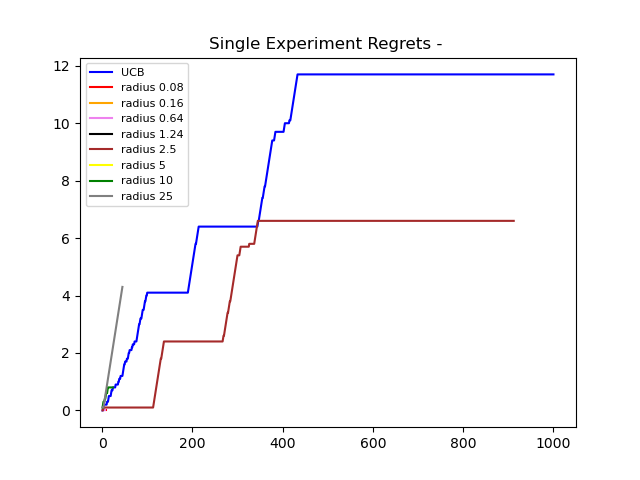 Single Experiment Regrets -
12
10
8
6
4
2
0
UCB
radius 0.08
radius 0.16
radius 0.64
radius 1.24
radius 2.5
radius 5
radius 10
radius 25
0 200 400 600 800 1000